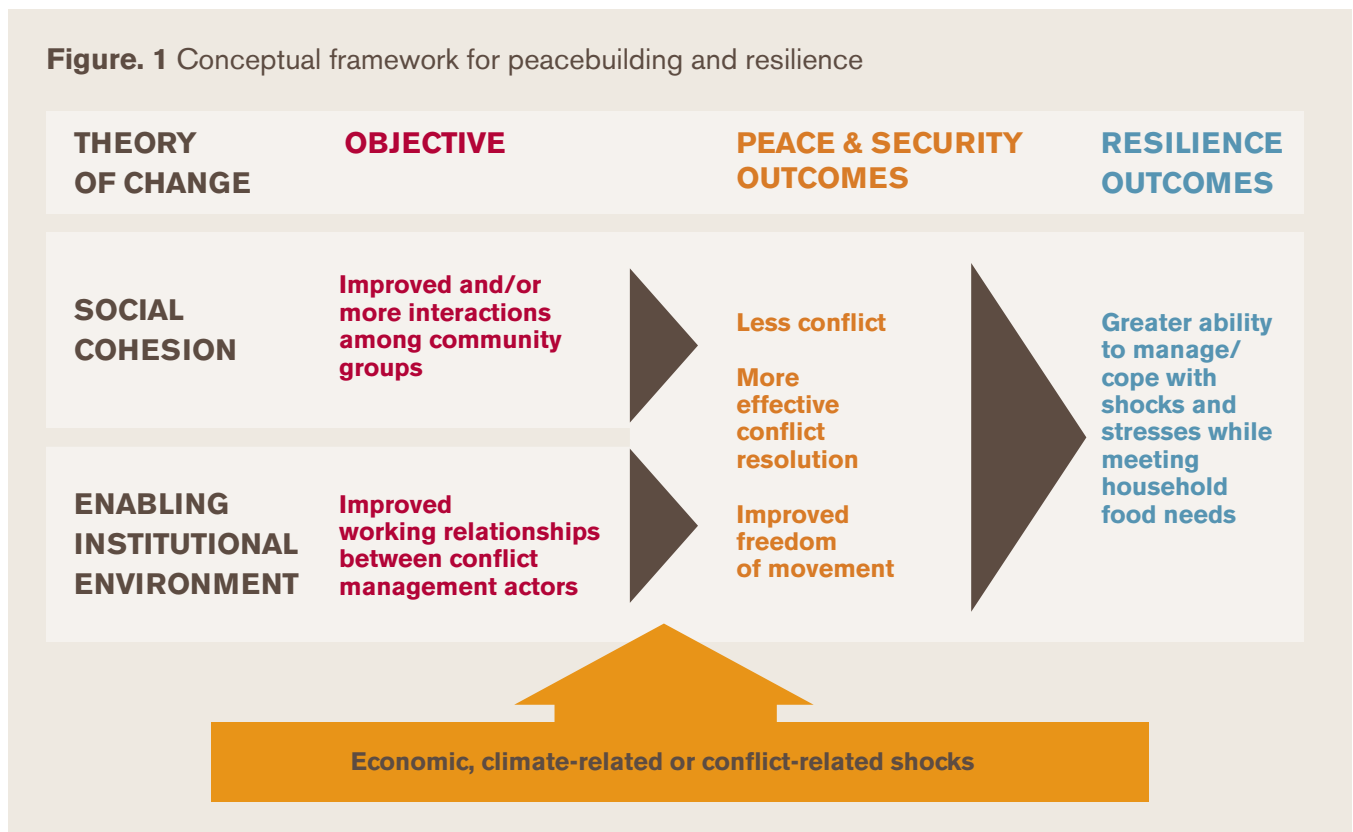 Figure. 1 Conceptual framework for peacebuilding and resilience
THEORY
OF CHANGE
OBJECTIVE
PEACE & SECURITY
OUTCOMES
RESILIENCE
OUTCOMES
SOCIAL
COHESION
Improved and/or
more interactions
among community
groups
ENABLING
INSTITUTIONAL
ENVIRONMENT
Improved
working relationships
between conflict
management actors
Less conflict
More
effective
conflict
resolution
Improved
freedom
of movement
Greater ability
to manage/
cope with
shocks and
stresses while
meeting
household
food needs
Economic, climate-related or conflict-related shocks